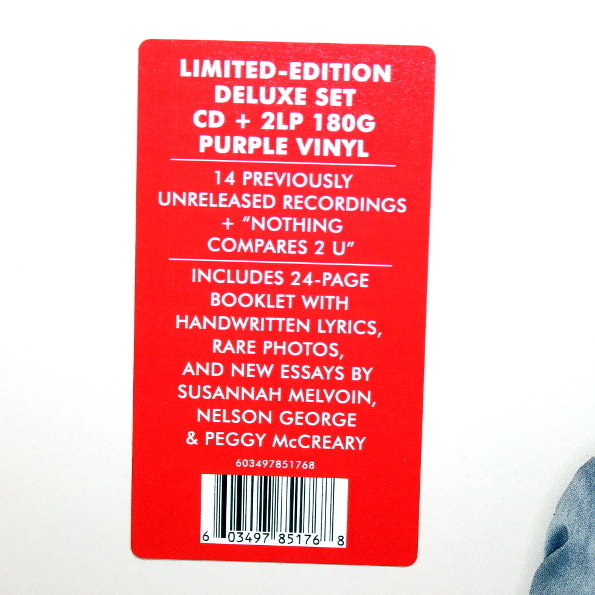 LIMITED-EDITION
DELUXE SET
CD + 2LP 180G
PURPLE VINYL
14 PREVIOUSLY
UNRELEASED RECORDINGS
+ “NOTHING
COMPARES 2 U”
INCLUDES 24-PAGE
BOOKLET WITH
HANDWRITTEN LYRICS,
RARE PHOTOS,
AND NEW ESSAYS BY
SUSANNAH MELVOIN,
NELSON GEORGE
& PEGGY McCREARY
603497851768
6 03497 85176 8